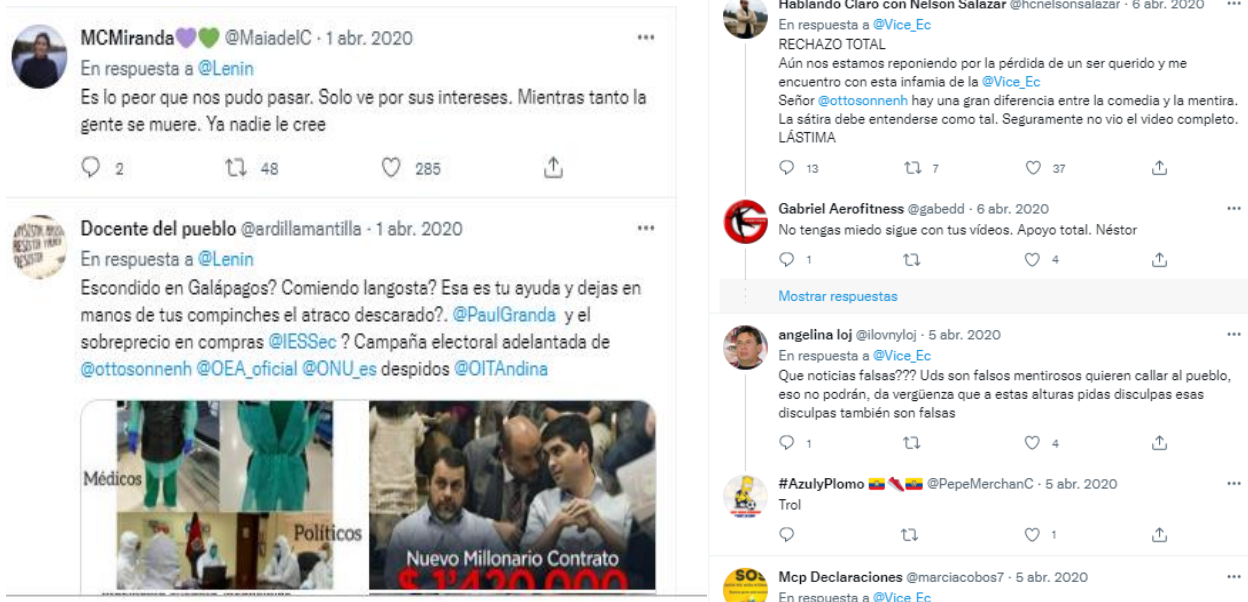 MCMiranda💜💚 @MaiadelC · 1 abr. 2020
En respuesta a @Lenin
Es lo peor que nos pudo pasar. Solo ve por sus intereses. Mientras tanto la
gente se muere. Ya nadie le cree
2 48 285
Docente del pueblo @ardillamantilla · 1 abr. 2020
En respuesta a @Lenin
Escondido en Galápagos? Comiendo langosta? Esa es tu ayuda y dejas en
manos de tus compinches el atraco descarado?. @PaulGranda y el
sobreprecio en compras @IESSec ? Campaña electoral adelantada de
@ottosonnenh @OEA_oficial @ONU_es despidos @OITAndina
Médicos
Políticos
Nuevo Millonario Contrato
$ 1'420.000
Hablando Claro con Nelson Salazar @hcnelsonsalazar · 6 abr. 2020
En respuesta a @Vice_Ec
RECHAZO TOTAL
Aún nos estamos reponiendo por la pérdida de un ser querido y me
encuentro con esta infamia de la @Vice_Ec
Señor @ottosonnenh hay una gran diferencia entre la comedia y la mentira.
La sátira debe entenderse como tal. Seguramente no vio el video completo.
LÁSTIMA
13 7 37
Gabriel Aerofitness @gabedd · 6 abr. 2020
No tengas miedo sigue con tus vídeos. Apoyo total. Néstor
1 4
Mostrar respuestas
angelina loj @ilovnyloj · 5 abr. 2020
En respuesta a @Vice_Ec
Que noticias falsas??? Uds son falsos mentirosos quieren callar al pueblo,
eso no podrán, da vergüenza que a estas alturas pidas disculpas esas
disculpas también son falsas
1 4
#AzulyPlomo 🇪🇨 👠 🇪🇨 @PepeMerchanC · 5 abr. 2020
Trol
1
SOS
Mcp Declaraciones @marciacobos7 · 5 abr. 2020
En respuesta a @Vice_Ec